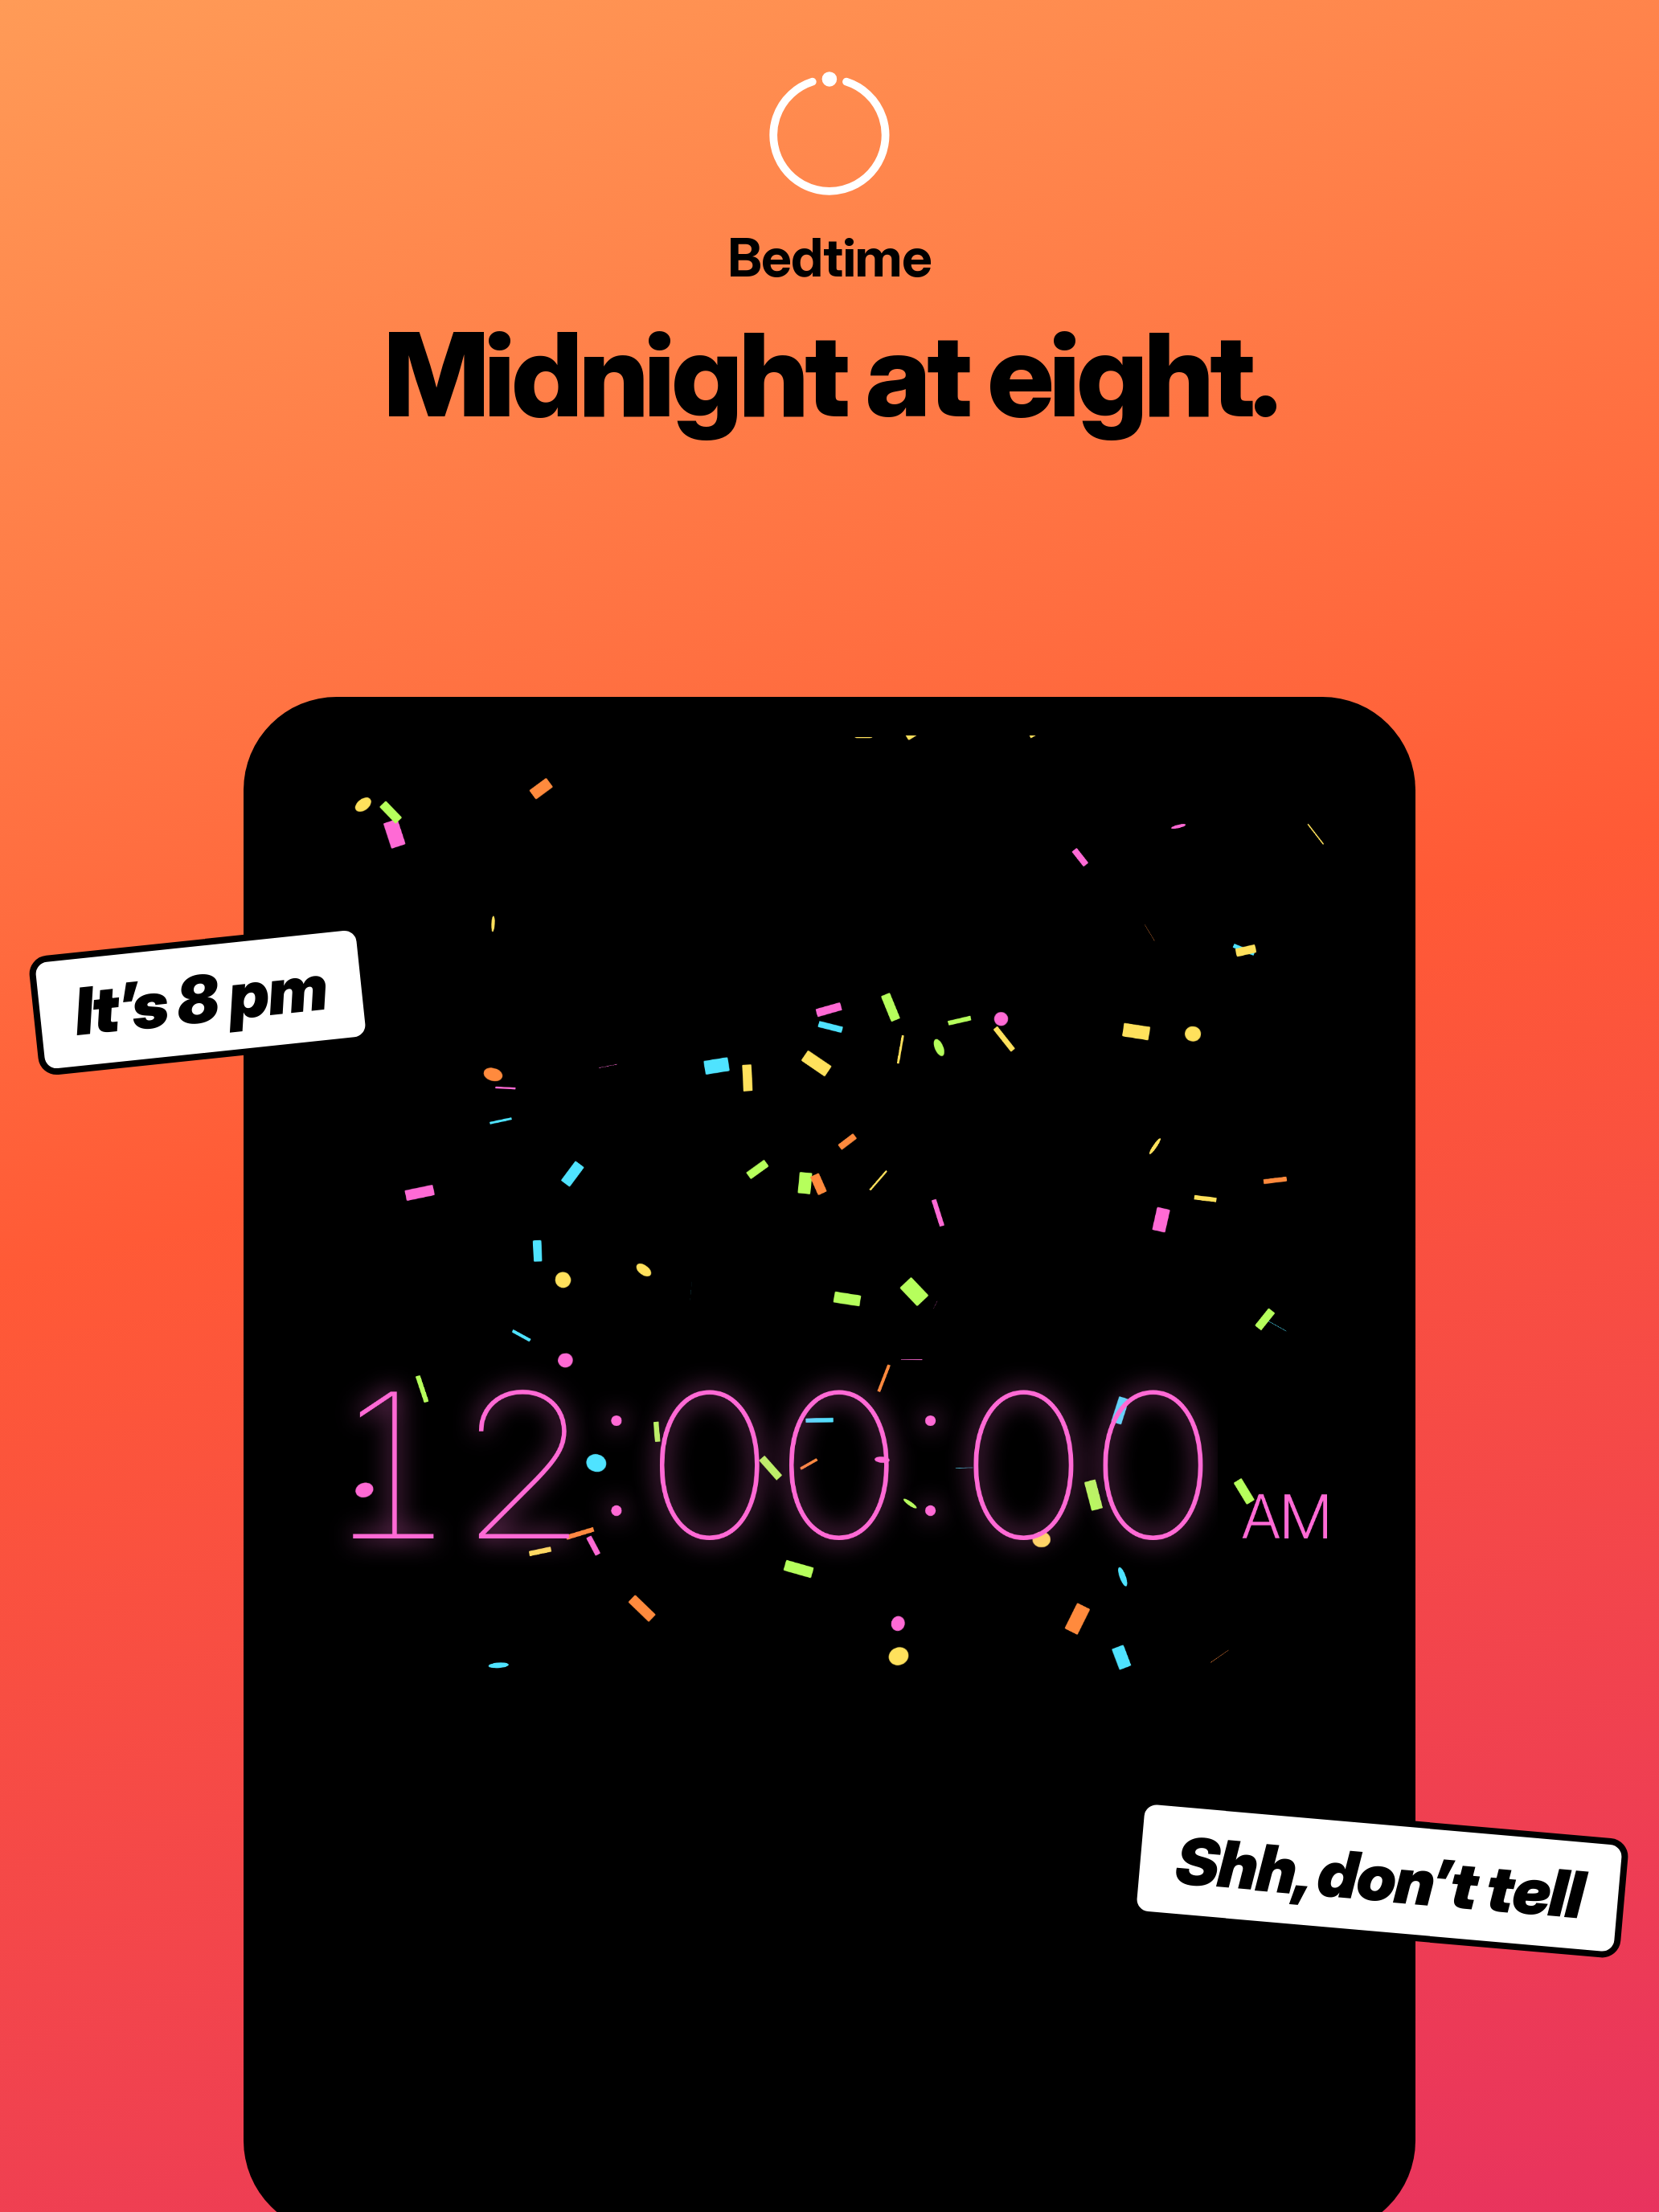 Bedtime
Midnight at eight.
It’s 8 pm
12:00:00 AM
Shh, don’t tell